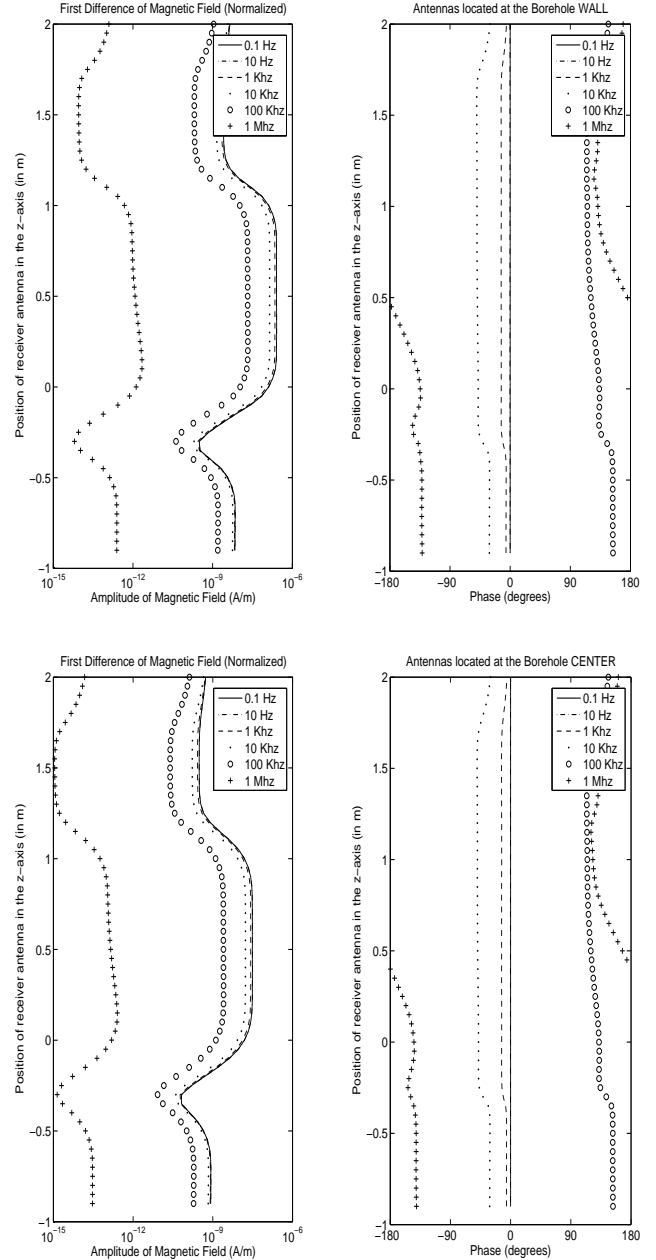 First Difference of Magnetic Field (Normalized)
Position of receiver antenna in the z−axis (in m)
2
1.5
1
0.5
0
−0.5
−1
10−15
10−12
10−9
10−6
Amplitude of Magnetic Field (A/m)
0.1 Hz
10 Hz
1 Khz
10 Khz
100 Khz
1 Mhz
Antennas located at the Borehole WALL
Position of receiver antenna in the z−axis (in m)
2
1.5
1
0.5
0
−0.5
−1
-180
-90
0
90
180
Phase (degrees)
0.1 Hz
10 Hz
1 Khz
10 Khz
100 Khz
1 Mhz
First Difference of Magnetic Field (Normalized)
Position of receiver antenna in the z−axis (in m)
2
1.5
1
0.5
0
−0.5
−1
10−15
10−12
10−9
10−6
Amplitude of Magnetic Field (A/m)
0.1 Hz
10 Hz
1 Khz
10 Khz
100 Khz
1 Mhz
Antennas located at the Borehole CENTER
Position of receiver antenna in the z−axis (in m)
2
1.5
1
0.5
0
−0.5
−1
-180
-90
0
90
180
Phase (degrees)
0.1 Hz
10 Hz
1 Khz
10 Khz
100 Khz
1 Mhz